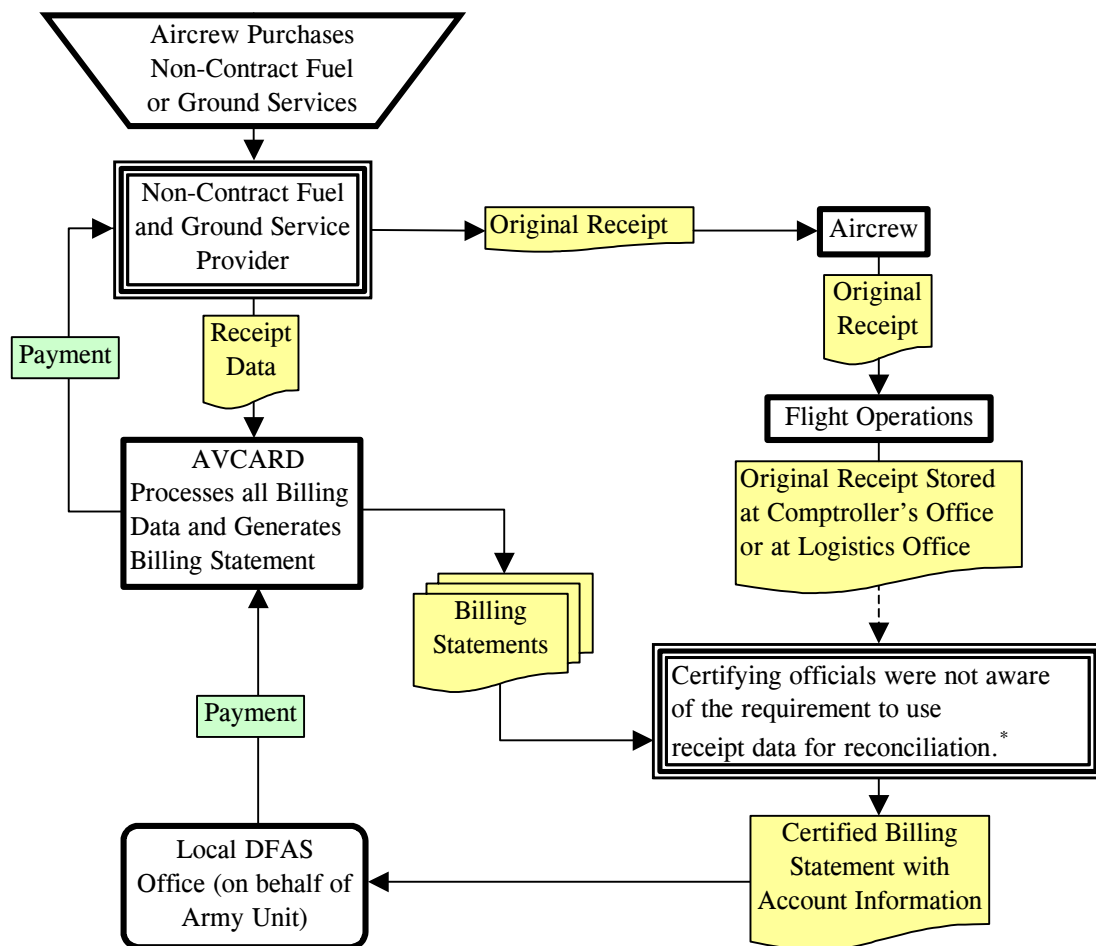 Aircrew Purchases
Non-Contract Fuel
or Ground Services
Non-Contract Fuel
and Ground Service
Provider
Original Receipt
Aircrew
Original
Receipt
Payment
Receipt
Data
Flight Operations
AVCARD
Processes all Billing
Data and Generates
Billing Statement
Original Receipt Stored
at Comptroller's Office
or at Logistics Office
Billing
Statements
Certifying officials were not aware
of the requirement to use
receipt data for reconciliation.*
Payment
Local DFAS
Office (on behalf of
Army Unit)
Certified Billing
Statement with
Account Information